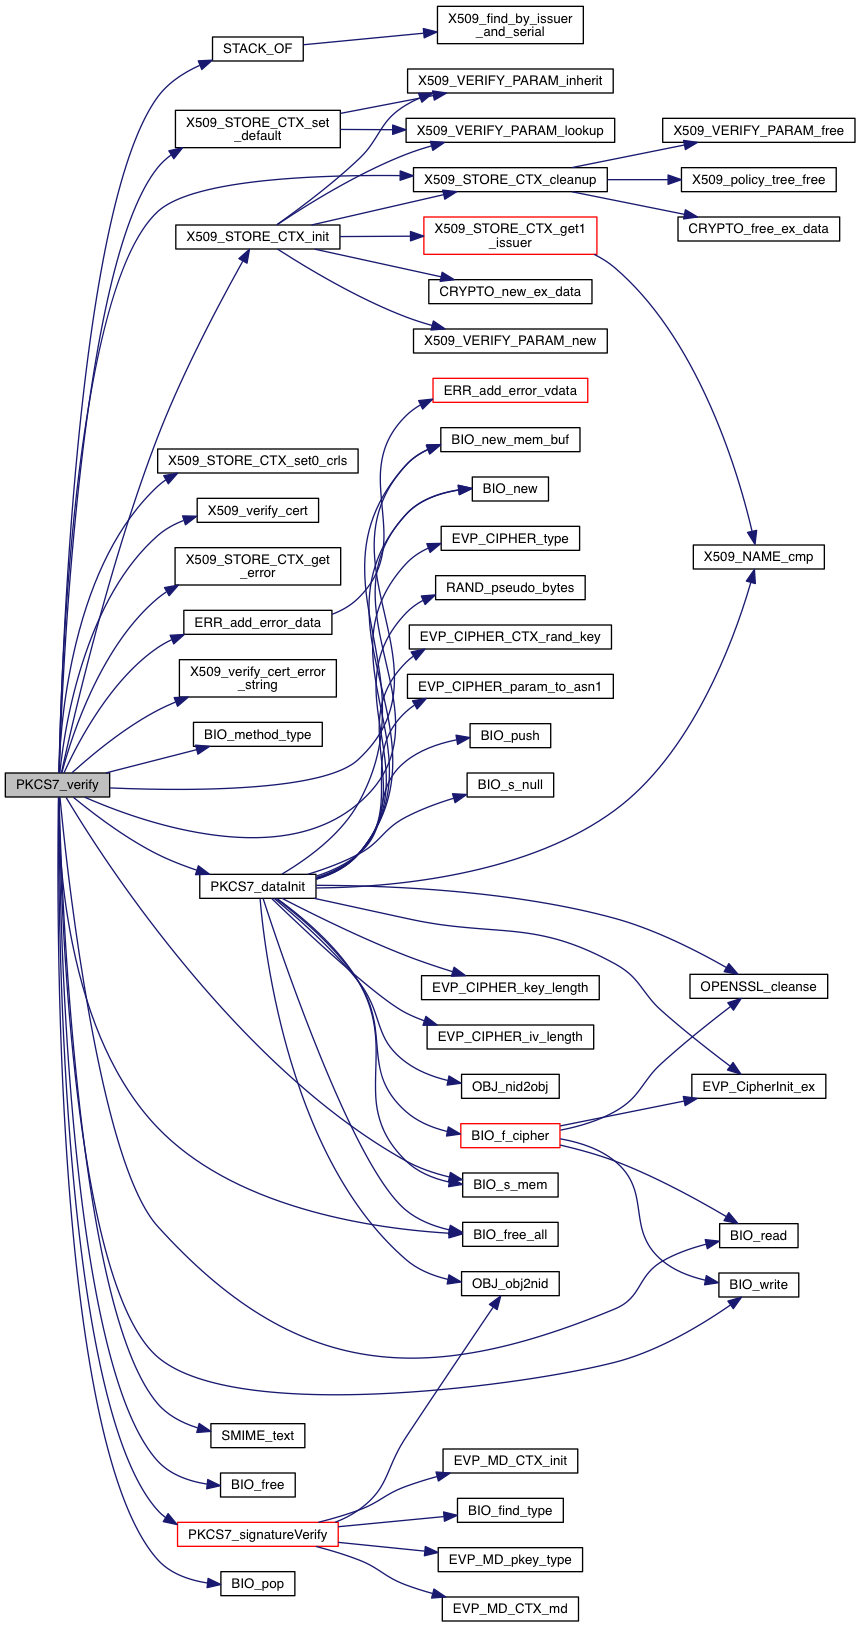 X509_find_by_issuer
_and_serial
STACK_OF
X509_VERIFY_PARAM_inherit
X509_STORE_CTX_set
_default
X509_VERIFY_PARAM_lookup
X509_VERIFY_PARAM_free
X509_STORE_CTX_cleanup
X509_policy_tree_free
X509_STORE_CTX_init
X509_STORE_CTX_get1
_issuer
CRYPTO_free_ex_data
CRYPTO_new_ex_data
X509_VERIFY_PARAM_new
ERR_add_error_vdata
BIO_new_mem_buf
X509_STORE_CTX_set0_crls
BIO_new
X509_verify_cert
EVP_CIPHER_type
X509_NAME_cmp
X509_STORE_CTX_get
_error
RAND_pseudo_bytes
ERR_add_error_data
EVP_CIPHER_CTX_rand_key
X509_verify_cert_error
_string
EVP_CIPHER_param_to_asn1
BIO_method_type
BIO_push
PKCS7_verify
BIO_s_null
PKCS7_dataInit
EVP_CIPHER_key_length
OPENSSL_cleanse
EVP_CIPHER_iv_length
OBJ_nid2obj
EVP_CipherInit_ex
BIO_f_cipher
BIO_s_mem
BIO_free_all
BIO_read
OBJ_obj2nid
BIO_write
SMIME_text
EVP_MD_CTX_init
BIO_free
BIO_find_type
PKCS7_signatureVerify
EVP_MD_pkey_type
BIO_pop
EVP_MD_CTX_md